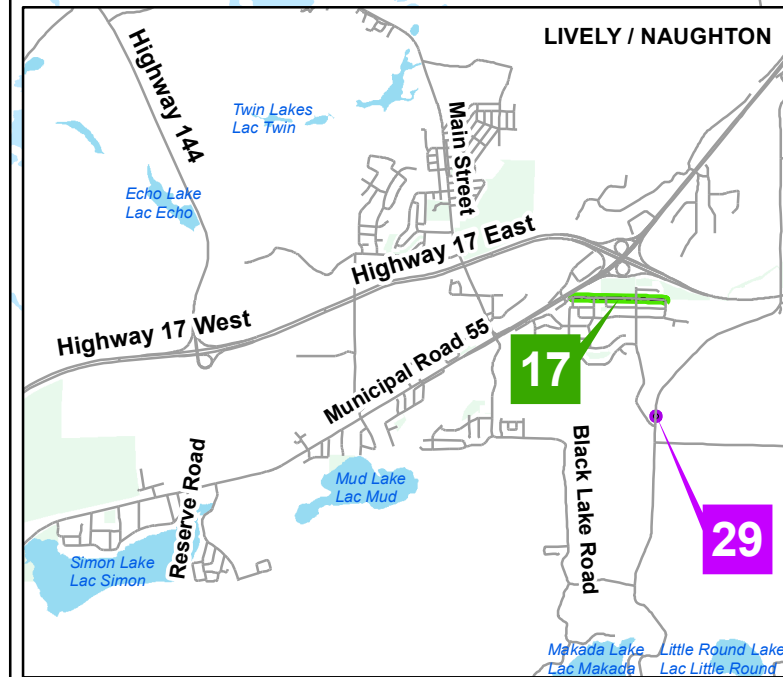 LIVELY / NAUGHTON
Highway 144
Twin Lakes
Lac Twin
Main Street
Echo Lake
Lac Echo
Highway 17 East
Highway 17 West
Municipal Road 55
17
Mud Lake
Lac Mud
Black Lake Road
Reserve Road
29
Simon Lake
Lac Simon
Makada Lake
Lac Makada
Little Round Lake
Lac Little Round